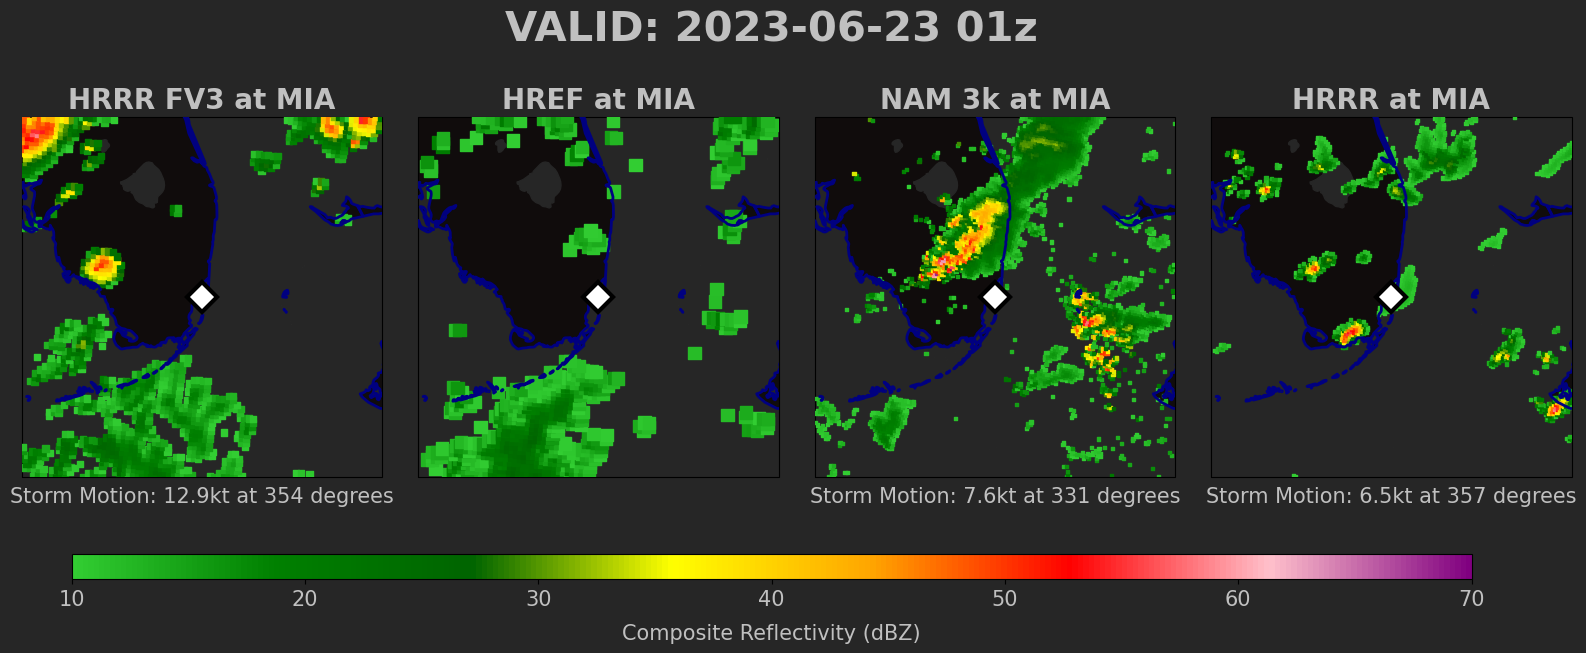 VALID: 2023-06-23 01z
HRRR FV3 at MIA
HREF at MIA
NAM 3k at MIA
HRRR at MIA
Storm Motion: 12.9kt at 354 degrees
Storm Motion: 7.6kt at 331 degrees
Storm Motion: 6.5kt at 357 degrees
10 20 30 40 50 60 70
Composite Reflectivity (dBZ)